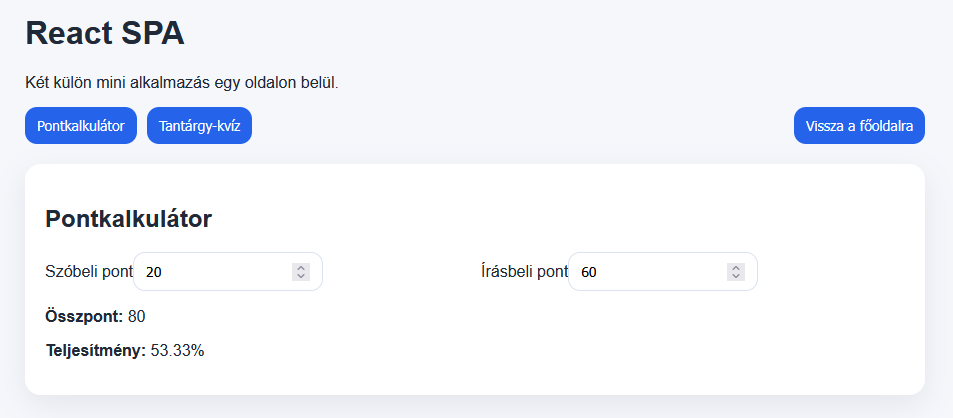 React SPA
Két külön mini alkalmazás egy oldalon belül.
Pontkalkulátor Tantárgy-kvíz Vissza a főoldalra
Pontkalkulátor
Szóbeli pont 20 Írásbeli pont 60
Összpont: 80
Teljesítmény: 53.33%